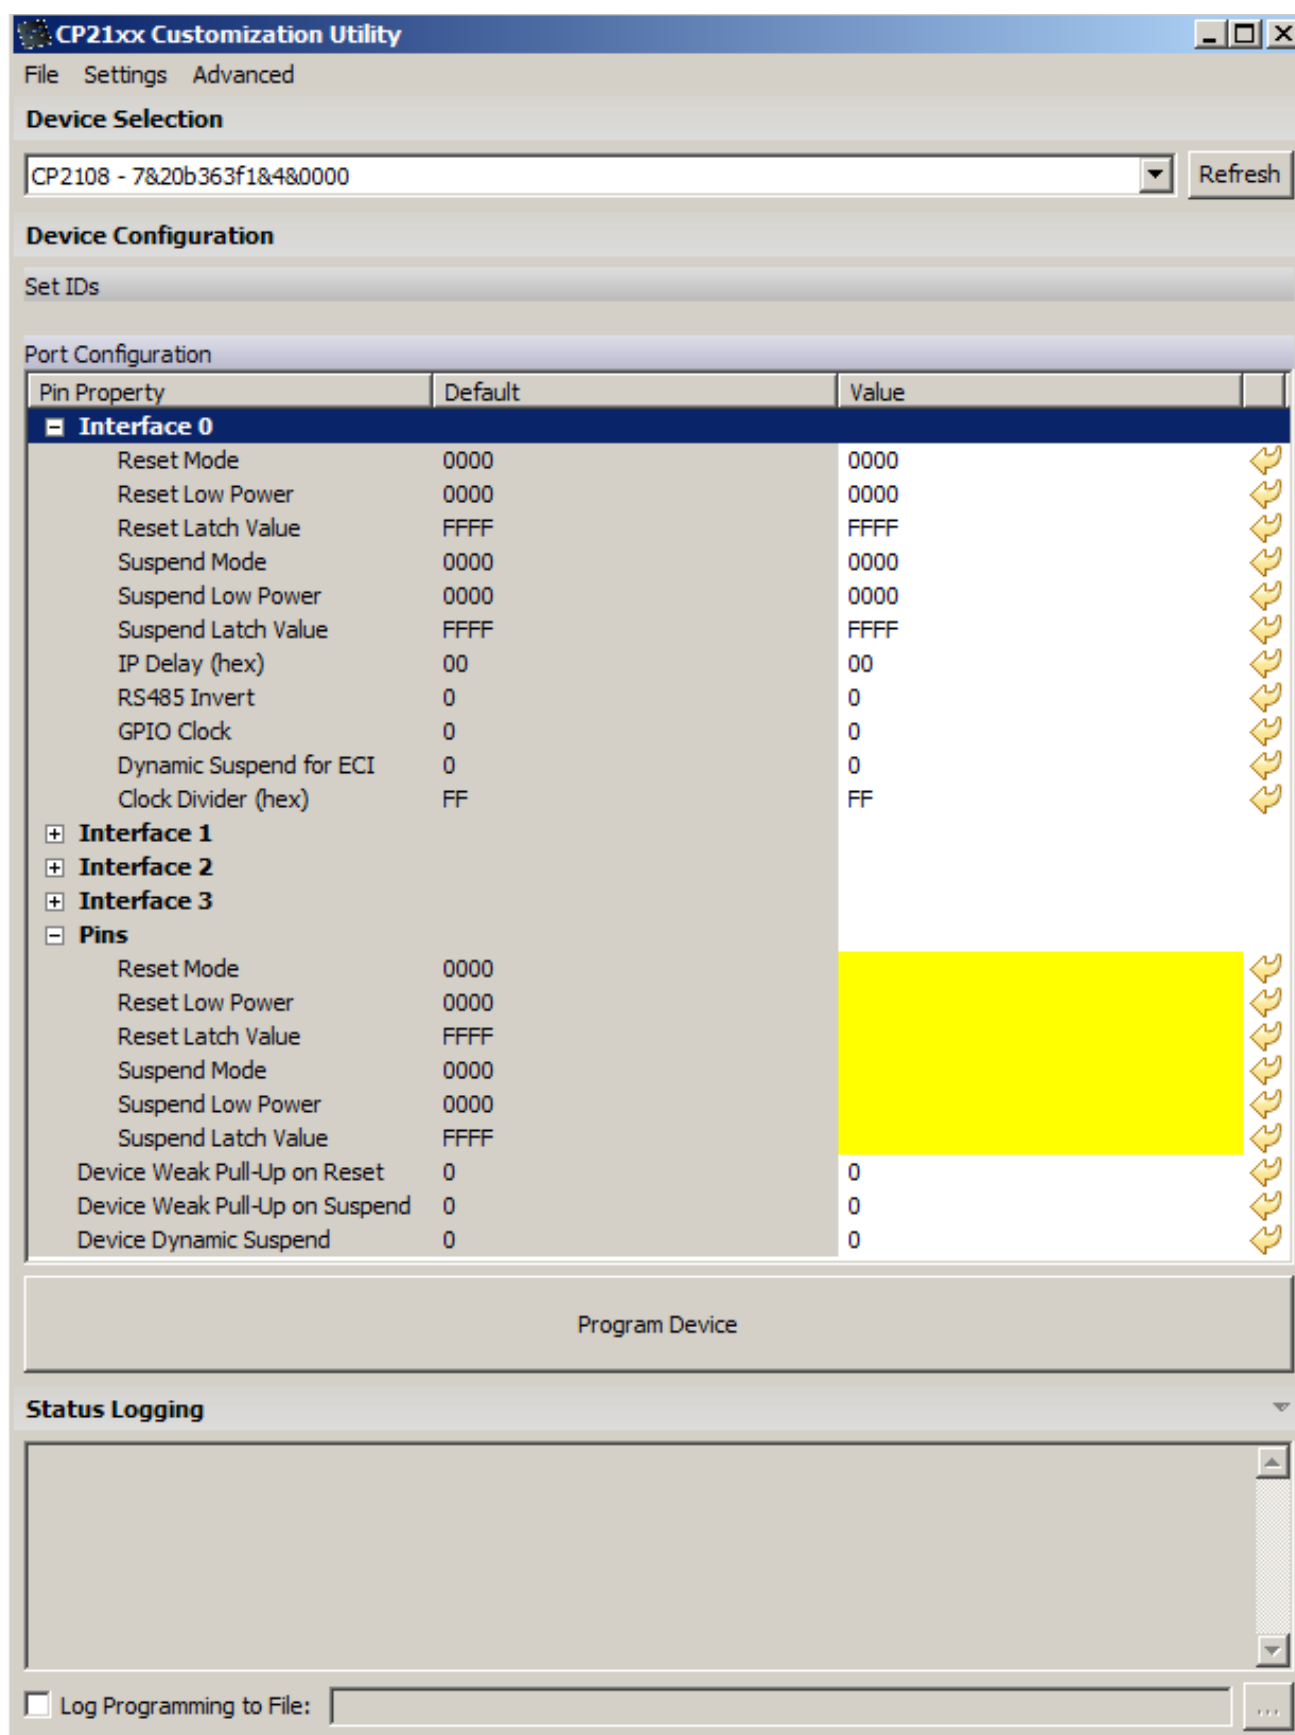 CP21xx Customization Utility
File Settings Advanced
Device Selection
CP2108 - 7&20b363f1&4&0000 Refresh
Device Configuration
Set IDs
Port Configuration
Pin Property Default Value
Interface 0
Reset Mode 0000 0000
Reset Low Power 0000 0000
Reset Latch Value FFFF FFFF
Suspend Mode 0000 0000
Suspend Low Power 0000 0000
Suspend Latch Value FFFF FFFF
IP Delay (hex) 00 00
RS485 Invert 0 0
GPIO Clock 0 0
Dynamic Suspend for ECI 0 0
Clock Divider (hex) FF FF
Interface 1
Interface 2
Interface 3
Pins
Reset Mode 0000
Reset Low Power 0000
Reset Latch Value FFFF
Suspend Mode 0000
Suspend Low Power 0000
Suspend Latch Value FFFF
Device Weak Pull-Up on Reset 0 0
Device Weak Pull-Up on Suspend 0 0
Device Dynamic Suspend 0 0
Program Device
Status Logging
Log Programming to File: ...